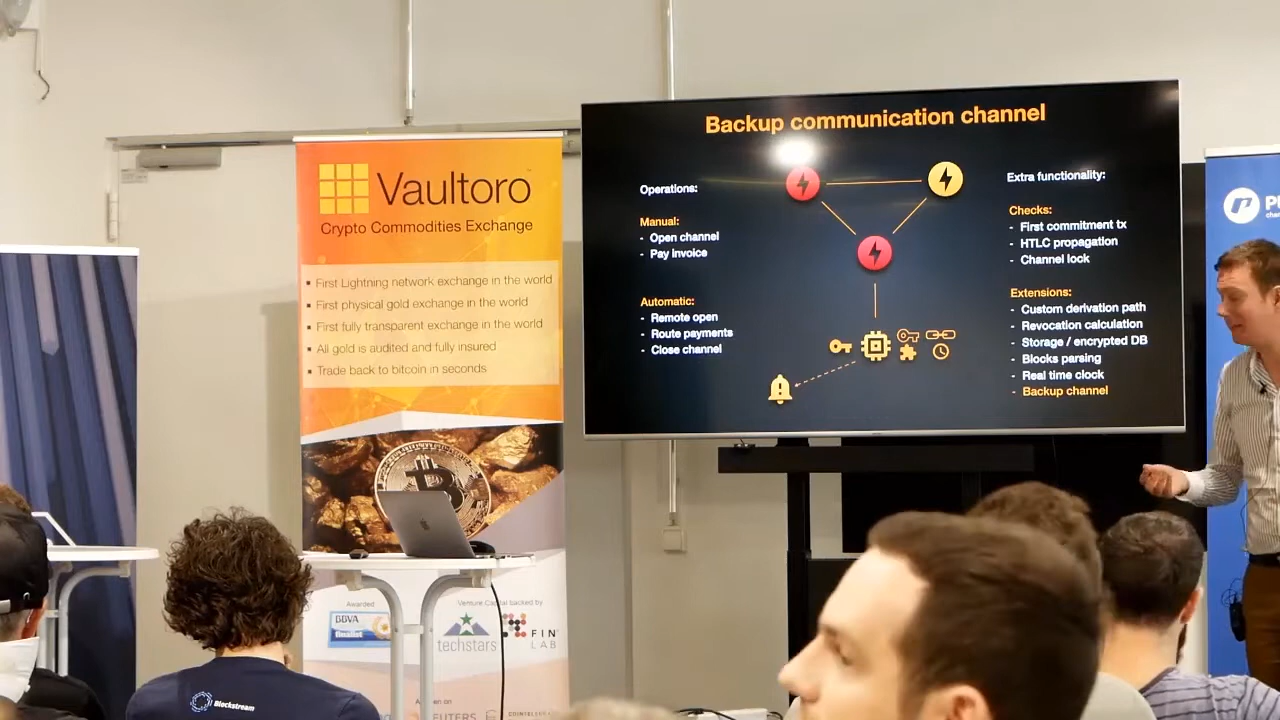 Vaultoro™
Crypto Commodities Exchange
First Lightning network exchange in the world
First physical gold exchange in the world
First fully transparent exchange in the world
All gold is audited and fully insured
Trade back to bitcoin in seconds
Awarded
BBVA
finalist
Venture Capital backed by
techstars
FIN
LAB
Blockstream
Backup communication channel
Operations:
Manual:
- Open channel
- Pay invoice
Automatic:
- Remote open
- Route payments
- Close channel
Extra functionality:
Checks:
- First commitment tx
- HTLC propagation
- Channel lock
Extensions:
- Custom derivation path
- Revocation calculation
- Storage / encrypted DB
- Blocks parsing
- Real time clock
- Backup channel